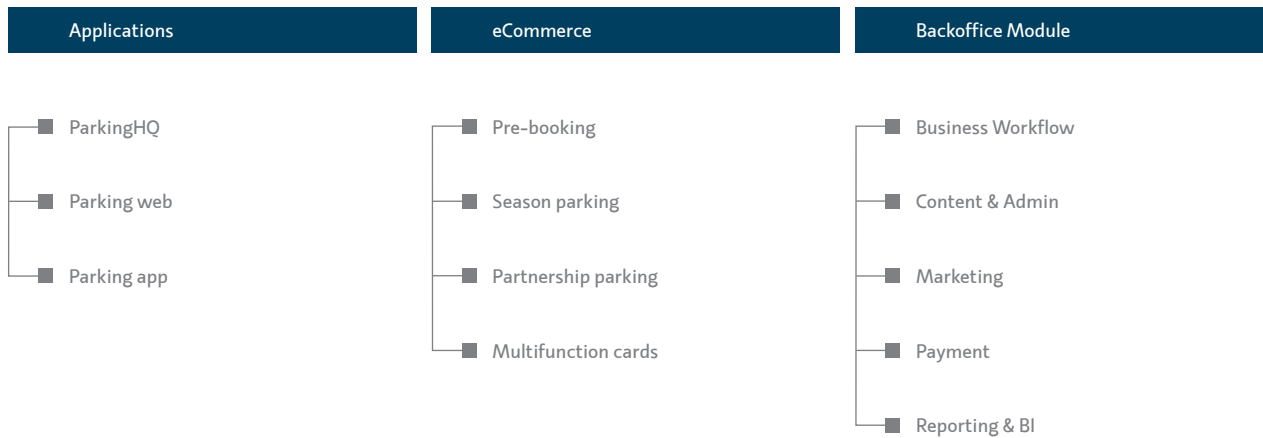 Applications
ParkingHQ
Parking web
Parking app
eCommerce
Pre-booking
Season parking
Partnership parking
Multifunction cards
Backoffice Module
Business Workflow
Content & Admin
Marketing
Payment
Reporting & BI